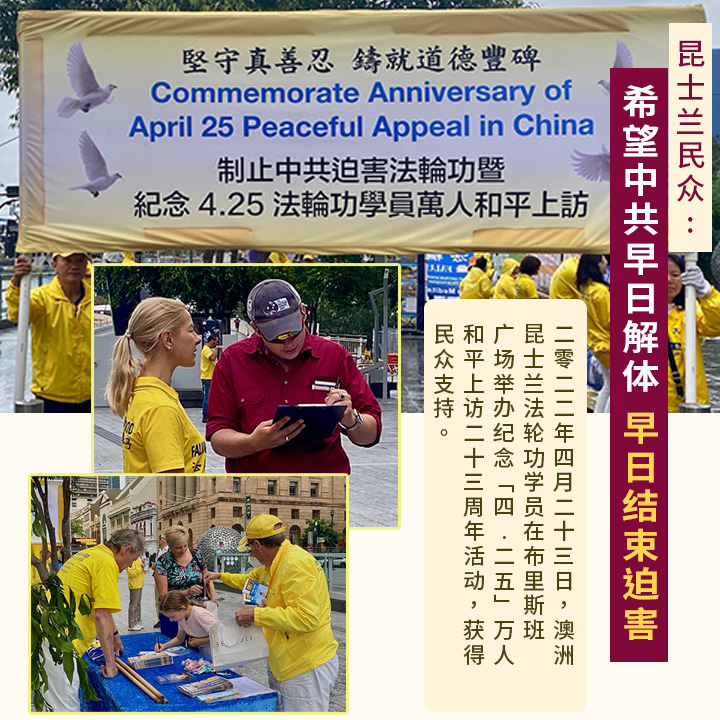 堅守真善忍 鑄就道德豐碑
Commemorate Anniversary of
April 25 Peaceful Appeal in China
制止中共迫害法輪功暨
紀念 4.25 法輪功學員萬人和平上訪
昆士兰民众：
希望中共早日解体 早日结束迫害
二零二二年四月二十三日，澳洲
昆士兰法轮功学员在布里斯班
广场举办纪念「四．二五」万人
和平上访二十三周年活动，获得
民众支持。